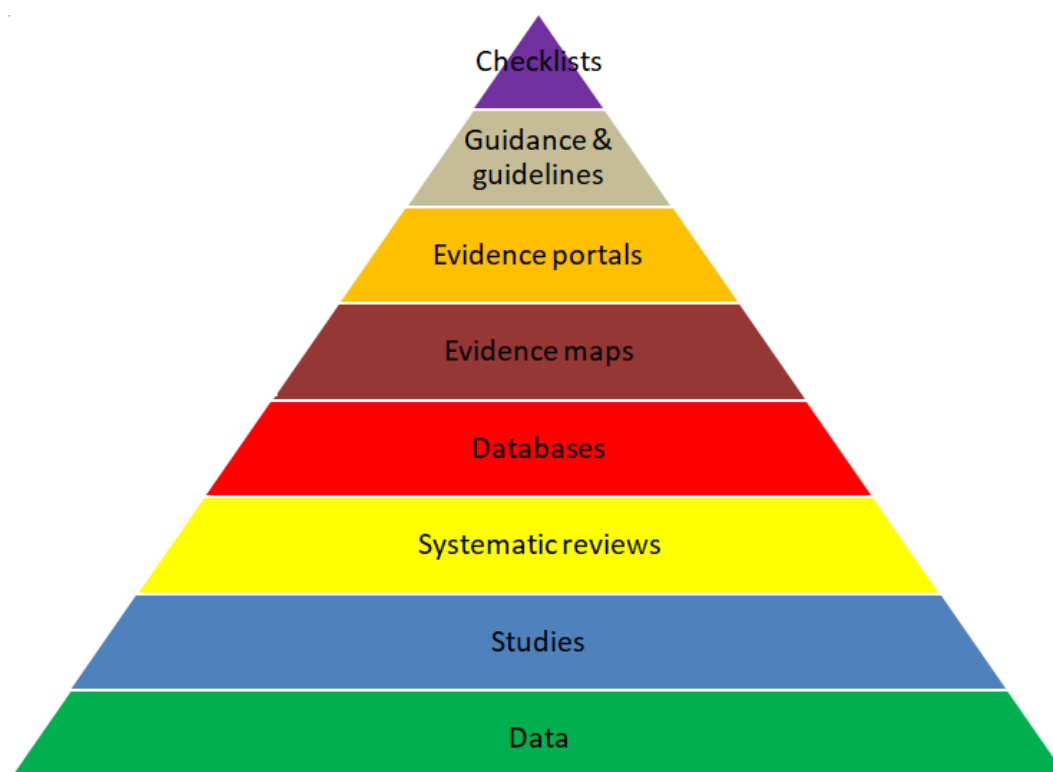 Checklists
Guidance &
guidelines
Evidence portals
Evidence maps
Databases
Systematic reviews
Studies
Data